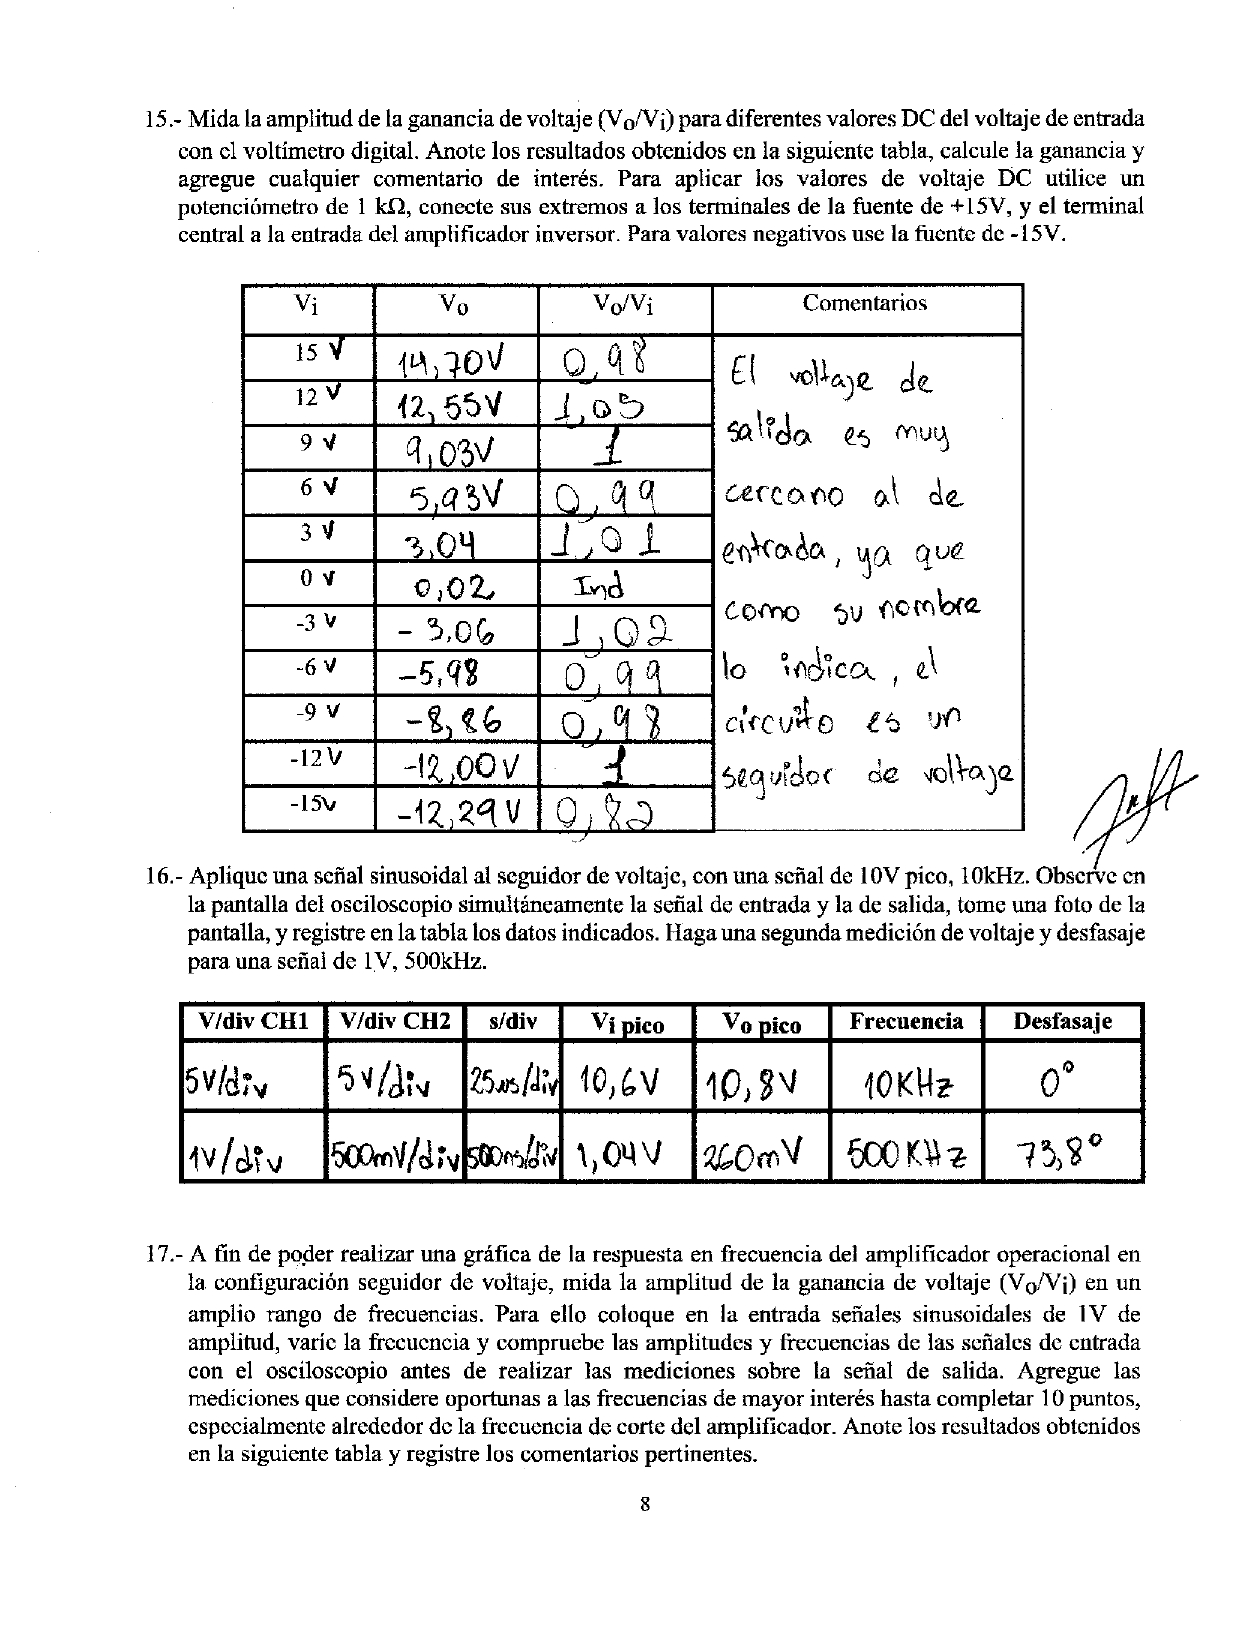 15.- Mida la amplitud de la ganancia de voltaje (Vo/Vi) para diferentes valores DC del voltaje de entrada
con el voltímetro digital. Anote los resultados obtenidos en la siguiente tabla, calcule la ganancia y
agregue cualquier comentario de interés. Para aplicar los valores de voltaje DC utilice un
potenciómetro de 1 kΩ, conecte sus extremos a los terminales de la fuente de +15V, y el terminal
central a la entrada del amplificador inversor. Para valores negativos use la fuente de -15V.
Vi Vo Vo/Vi Comentarios
15 V 14,70V 0,98
12 V 12,55V 1,05
9 V 9,03V 1
6 V 5,93V 0,99
3 V 3,04 1,01
0 V 0,02 Ind
-3 V -3,06 1,02
-6 V -5,98 0,99
-9 V -8,86 0,98
-12 V -12,00V 1
-15V -12,29V 0,82
El voltaje de
salida es muy
cercano al de
entrada, ya que
como su nombre
lo indica, el
circuito es un
seguidor de voltaje
16.- Aplique una señal sinusoidal al seguidor de voltaje, con una señal de 10V pico, 10kHz. Observe en
la pantalla del osciloscopio simultáneamente la señal de entrada y la de salida, tome una foto de la
pantalla, y registre en la tabla los datos indicados. Haga una segunda medición de voltaje y desfasaje
para una señal de 1V, 500kHz.
V/div CH1 V/div CH2 s/div Vi pico Vo pico Frecuencia Desfasaje
5V/div 5V/div 25us/div 10,6V 10,8V 10KHz 0°
1V/div 500mV/div 500ns/div 1,04V 260mV 500KHz 73,8°
17.- A fin de poder realizar una gráfica de la respuesta en frecuencia del amplificador operacional en
la configuración seguidor de voltaje, mida la amplitud de la ganancia de voltaje (Vo/Vi) en un
amplio rango de frecuencias. Para ello coloque en la entrada señales sinusoidales de 1V de
amplitud, varíe la frecuencia y compruebe las amplitudes y frecuencias de las señales de entrada
con el osciloscopio antes de realizar las mediciones sobre la señal de salida. Agregue las
mediciones que considere oportunas a las frecuencias de mayor interés hasta completar 10 puntos,
especialmente alrededor de la frecuencia de corte del amplificador. Anote los resultados obtenidos
en la siguiente tabla y registre los comentarios pertinentes.
8